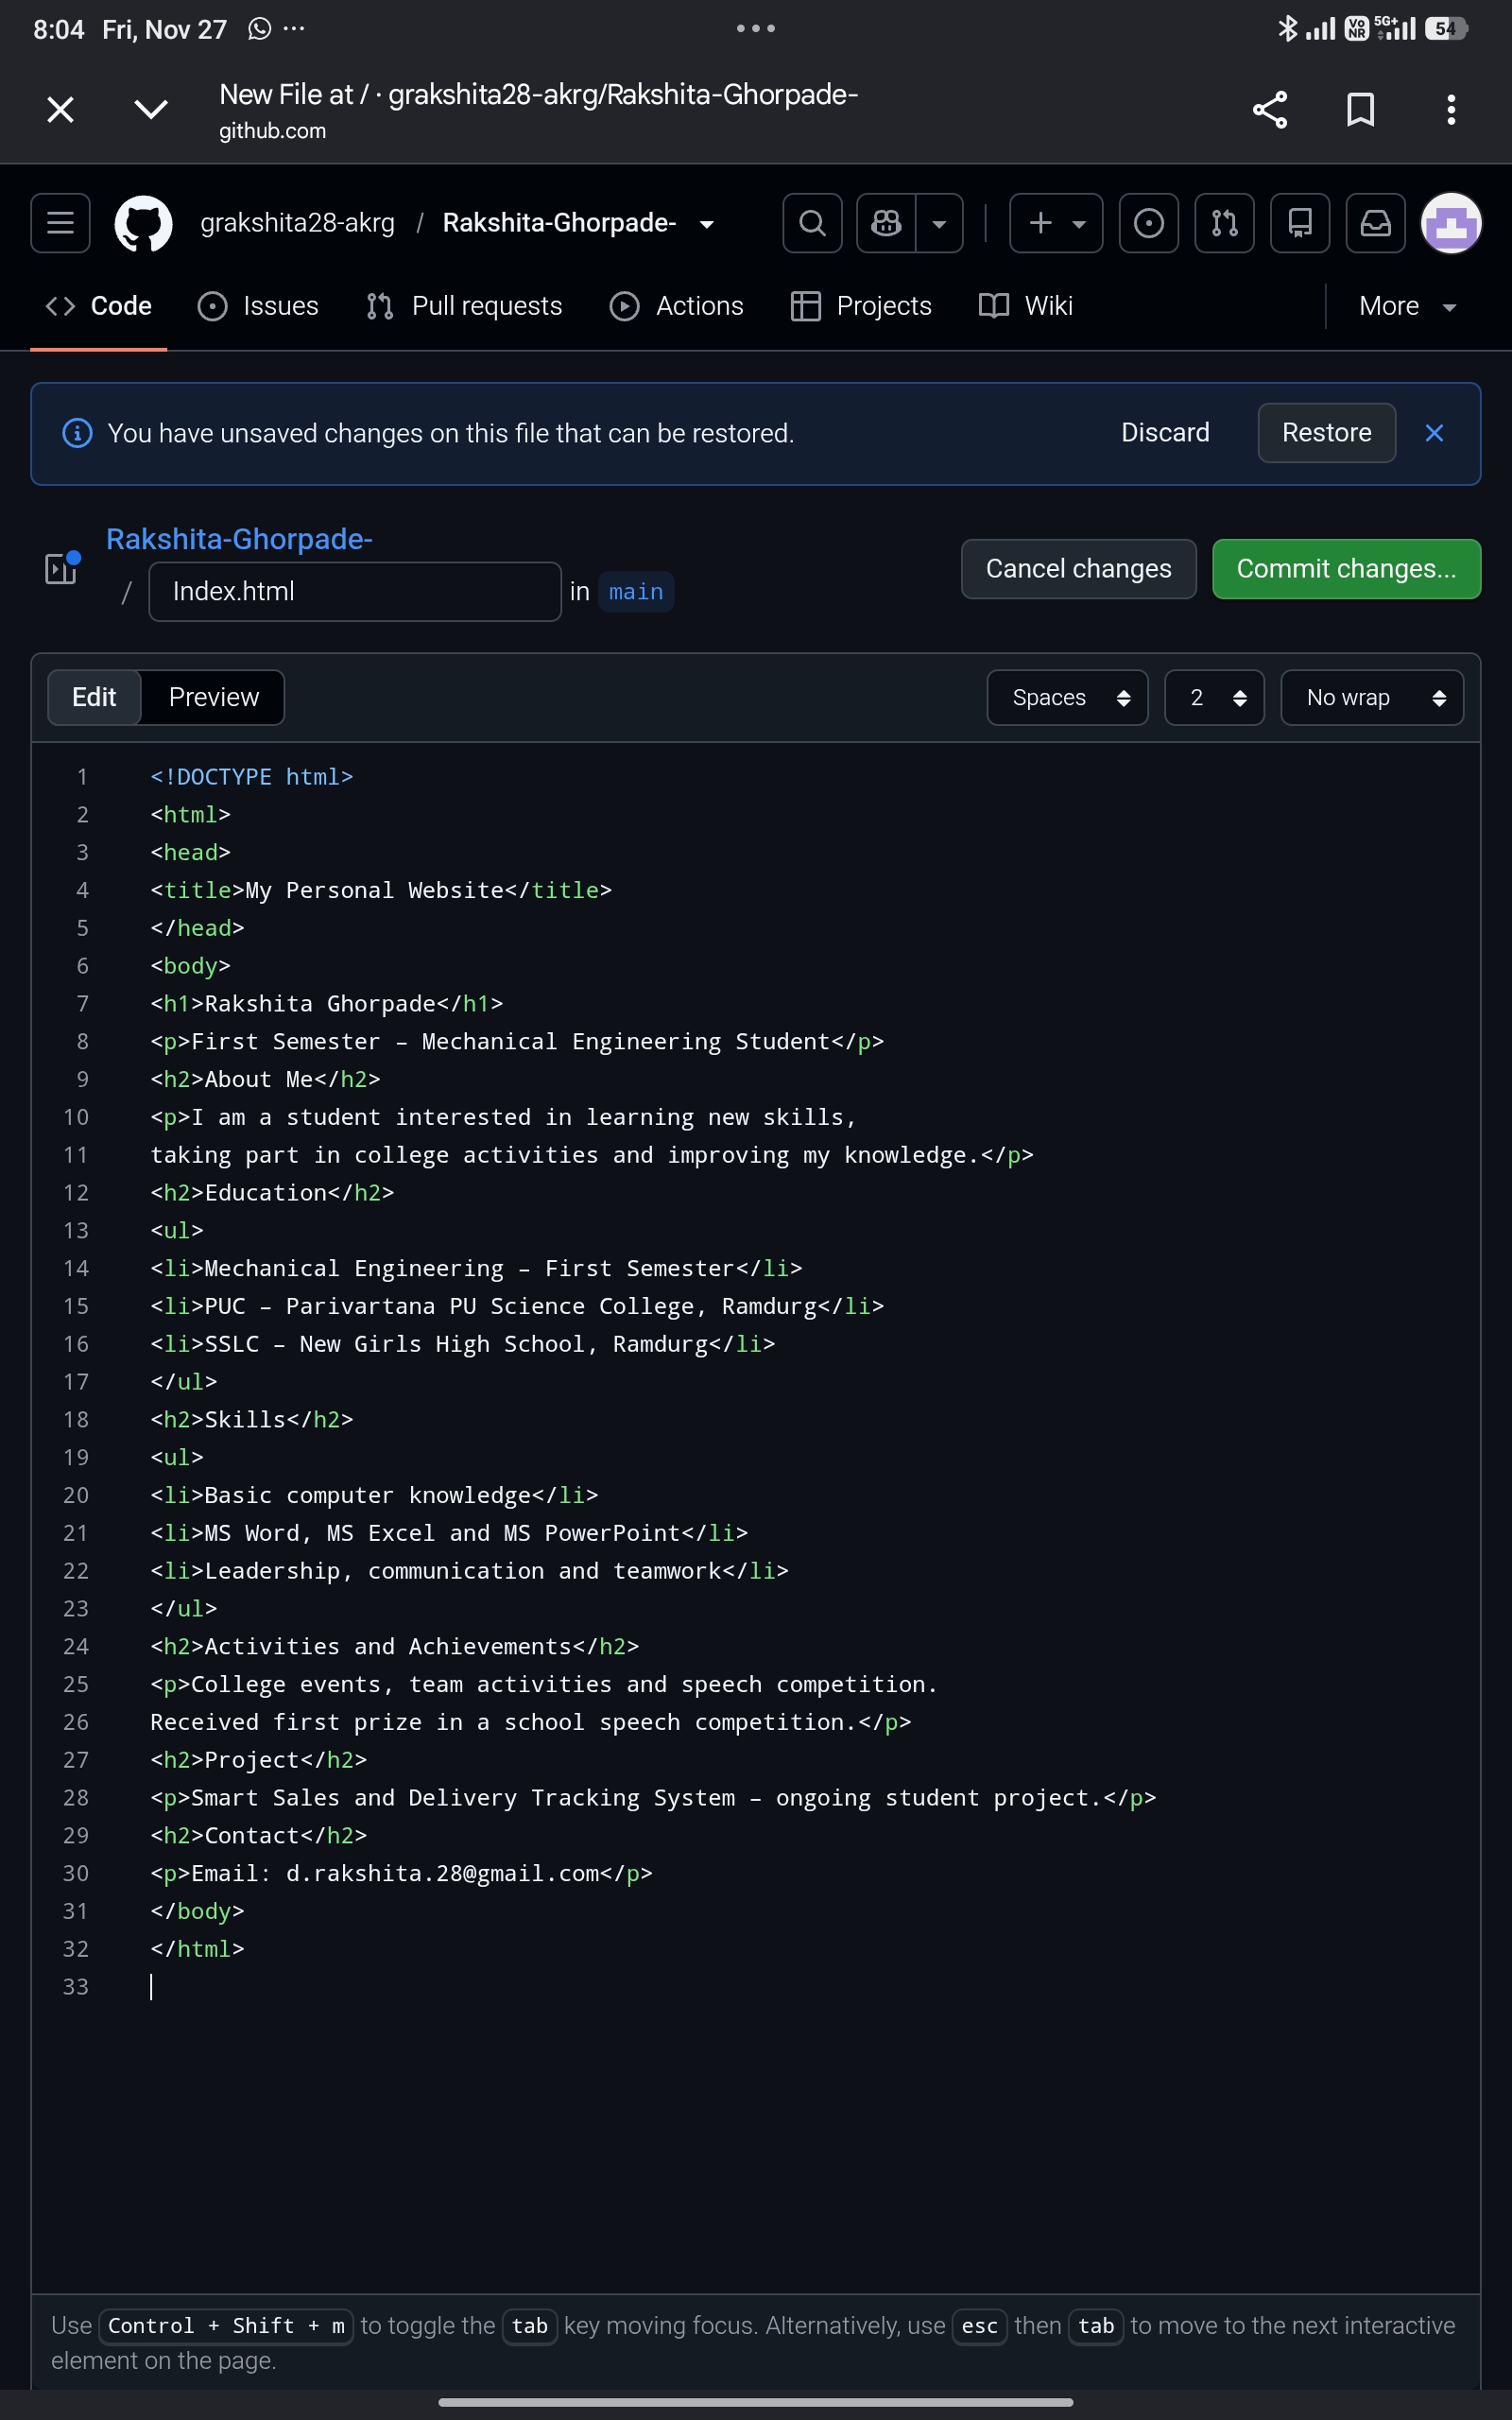 8:04 Fri, Nov 27 ...
Vo NR 5G+ 54
New File at / · grakshita28-akrg/Rakshita-Ghorpade-
github.com
grakshita28-akrg / Rakshita-Ghorpade-
Code Issues Pull requests Actions Projects Wiki More
You have unsaved changes on this file that can be restored. Discard Restore
Rakshita-Ghorpade-
/ Index.html in main
Cancel changes Commit changes...
Edit Preview Spaces 2 No wrap
1 <!DOCTYPE html>
2 <html>
3 <head>
4 <title>My Personal Website</title>
5 </head>
6 <body>
7 <h1>Rakshita Ghorpade</h1>
8 <p>First Semester – Mechanical Engineering Student</p>
9 <h2>About Me</h2>
10 <p>I am a student interested in learning new skills,
11 taking part in college activities and improving my knowledge.</p>
12 <h2>Education</h2>
13 <ul>
14 <li>Mechanical Engineering – First Semester</li>
15 <li>PUC – Parivartana PU Science College, Ramdurg</li>
16 <li>SSLC – New Girls High School, Ramdurg</li>
17 </ul>
18 <h2>Skills</h2>
19 <ul>
20 <li>Basic computer knowledge</li>
21 <li>MS Word, MS Excel and MS PowerPoint</li>
22 <li>Leadership, communication and teamwork</li>
23 </ul>
24 <h2>Activities and Achievements</h2>
25 <p>College events, team activities and speech competition.
26 Received first prize in a school speech competition.</p>
27 <h2>Project</h2>
28 <p>Smart Sales and Delivery Tracking System – ongoing student project.</p>
29 <h2>Contact</h2>
30 <p>Email: d.rakshita.28@gmail.com</p>
31 </body>
32 </html>
33
Use Control + Shift + m to toggle the tab key moving focus. Alternatively, use esc then tab to move to the next interactive
element on the page.